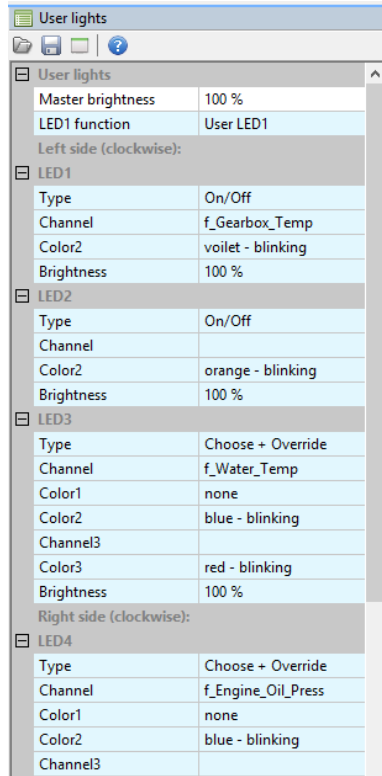 User lights
User lights
Master brightness 100 %
LED1 function User LED1
Left side (clockwise):
LED1
Type On/Off
Channel f_Gearbox_Temp
Color2 voilet - blinking
Brightness 100 %
LED2
Type On/Off
Channel
Color2 orange - blinking
Brightness 100 %
LED3
Type Choose + Override
Channel f_Water_Temp
Color1 none
Color2 blue - blinking
Channel3
Color3 red - blinking
Brightness 100 %
Right side (clockwise):
LED4
Type Choose + Override
Channel f_Engine_Oil_Press
Color1 none
Color2 blue - blinking
Channel3